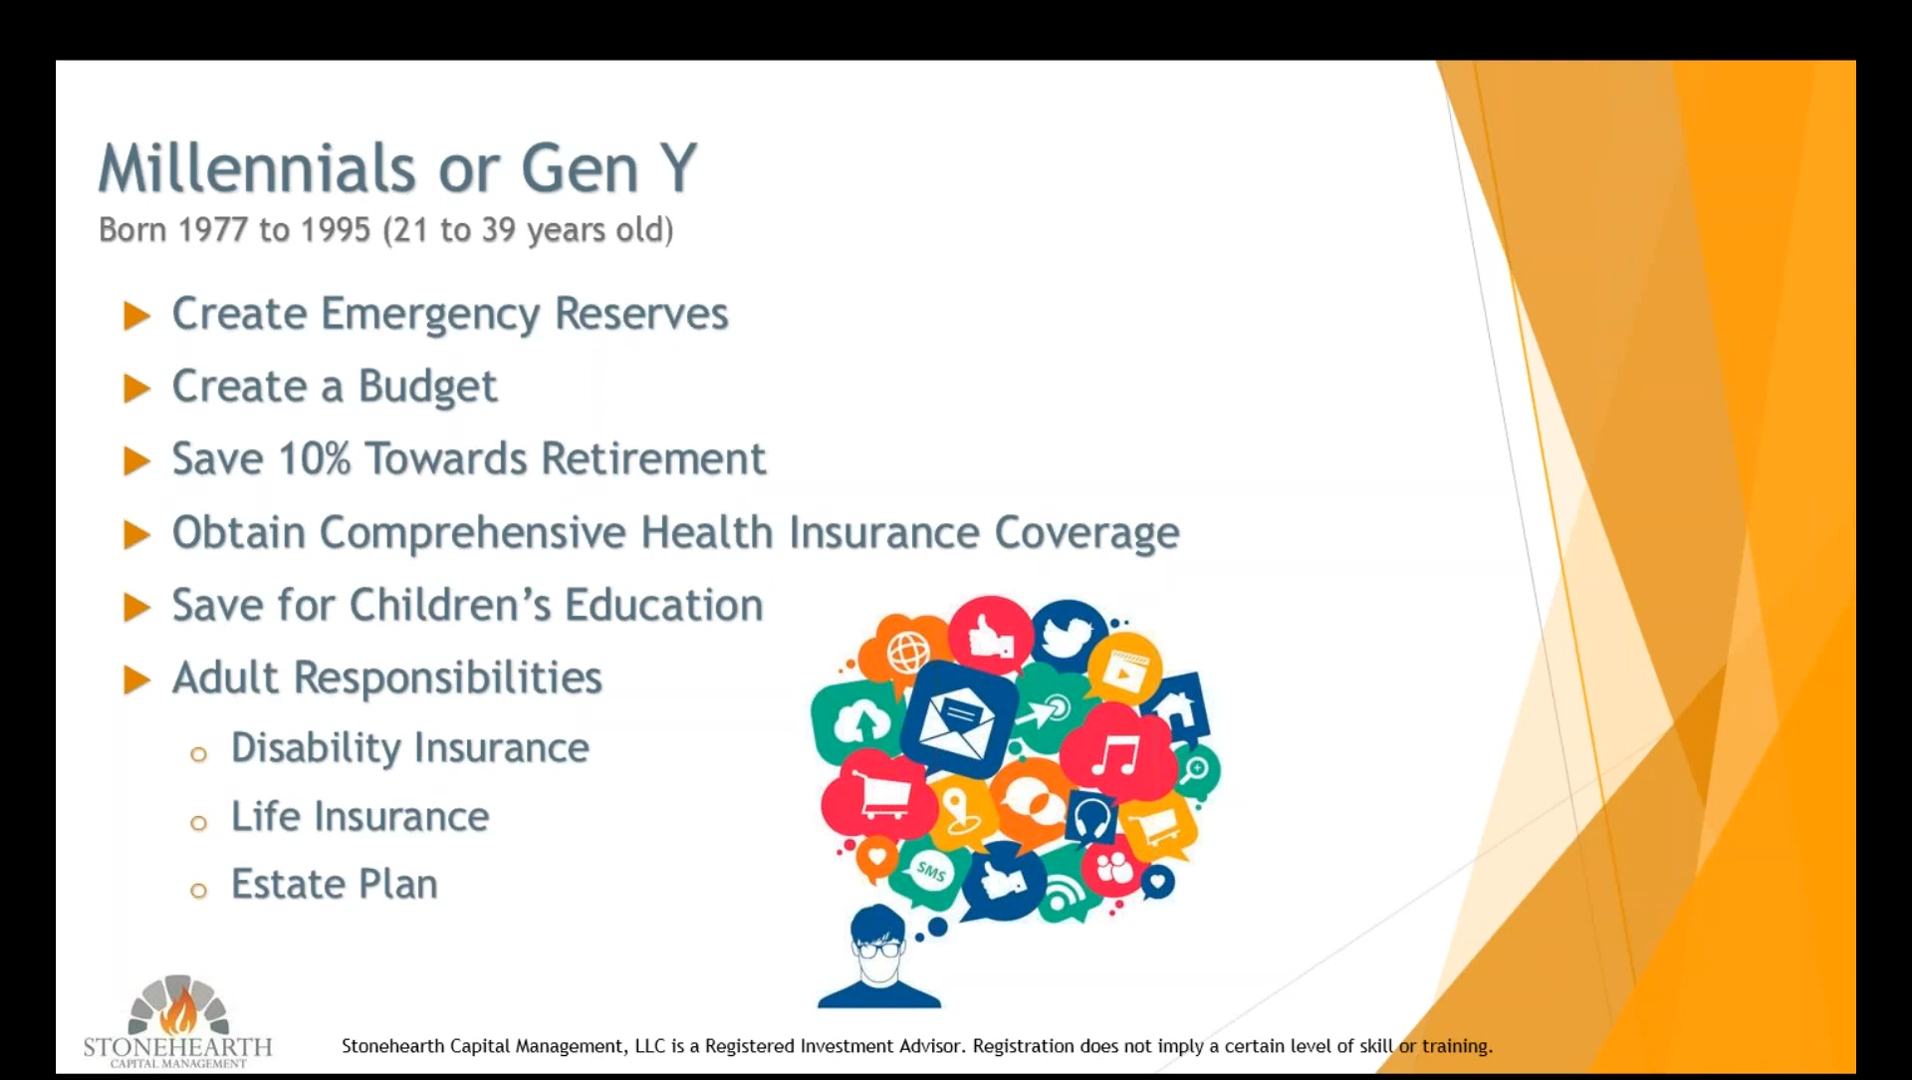 Millennials or Gen Y
Born 1977 to 1995 (21 to 39 years old)
Create Emergency Reserves
Create a Budget
Save 10% Towards Retirement
Obtain Comprehensive Health Insurance Coverage
Save for Children’s Education
Adult Responsibilities
Disability Insurance
Life Insurance
Estate Plan
SMS
STONEHEARTH
CAPITAL MANAGEMENT
Stonehearth Capital Management, LLC is a Registered Investment Advisor. Registration does not imply a certain level of skill or training.